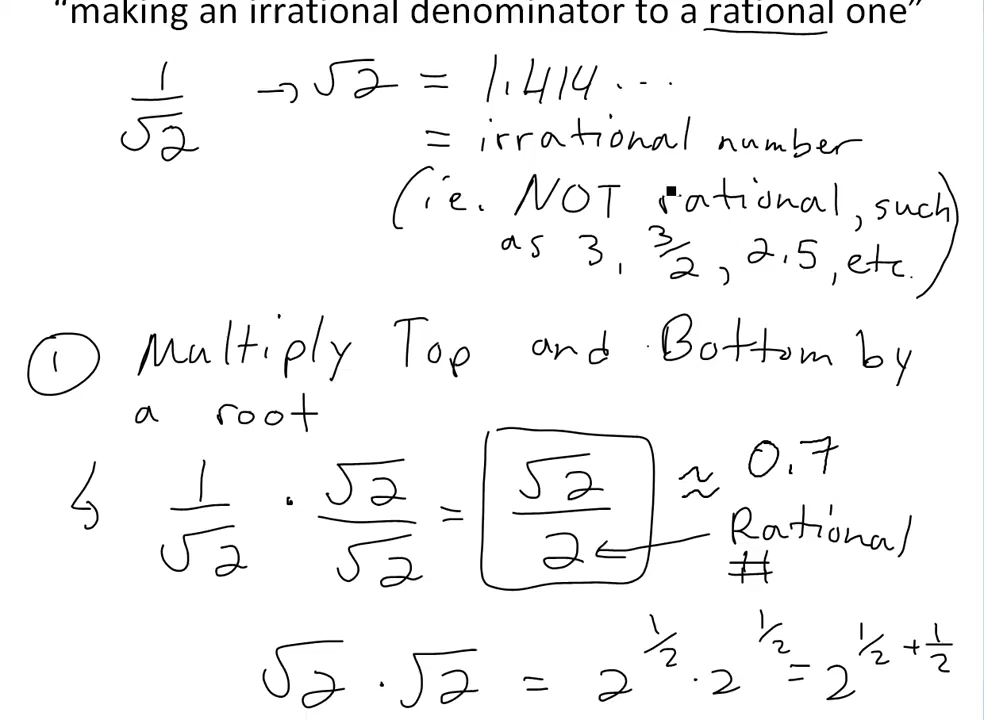 "making an irrational denominator to a rational one"
1/√2 → √2 = 1.414...
= irrational number
(ie. NOT rational, such
as 3, 3/2, 2.5, etc.)
① Multiply Top and Bottom by
a root
↳ 1/√2 · √2/√2 = √2/2 ≈ 0.7
← Rational
#
√2 · √2 = 2^1/2 · 2^1/2 = 2^1/2 + 1/2